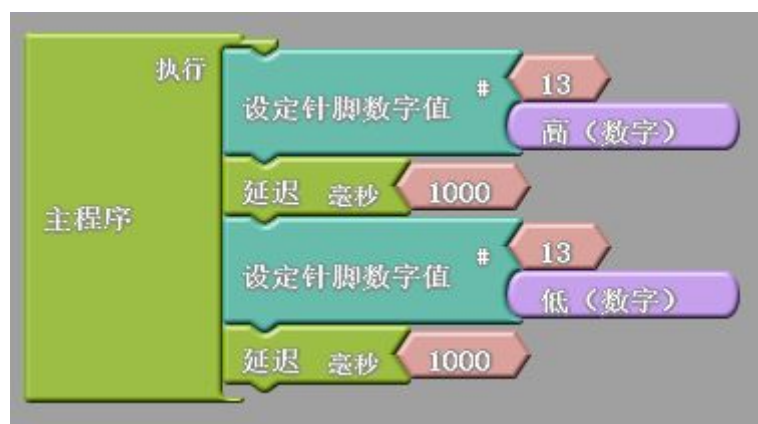 主程序
执行
设定针脚数字值 # 13
高（数字）
延迟 毫秒 1000
设定针脚数字值 # 13
低（数字）
延迟 毫秒 1000